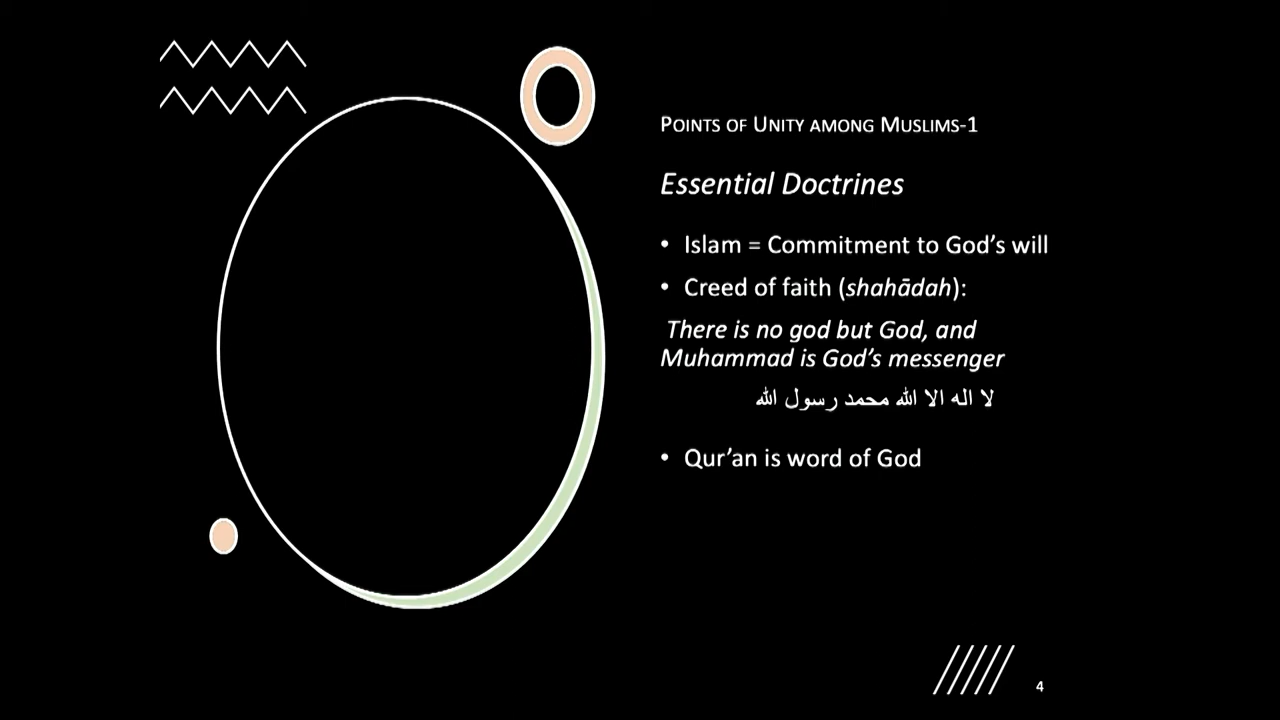 Points of Unity among Muslims-1
Essential Doctrines
• Islam = Commitment to God’s will
• Creed of faith (shahādah):
There is no god but God, and
Muhammad is God’s messenger
لا اله الا الله محمد رسول الله
• Qur’an is word of God
4